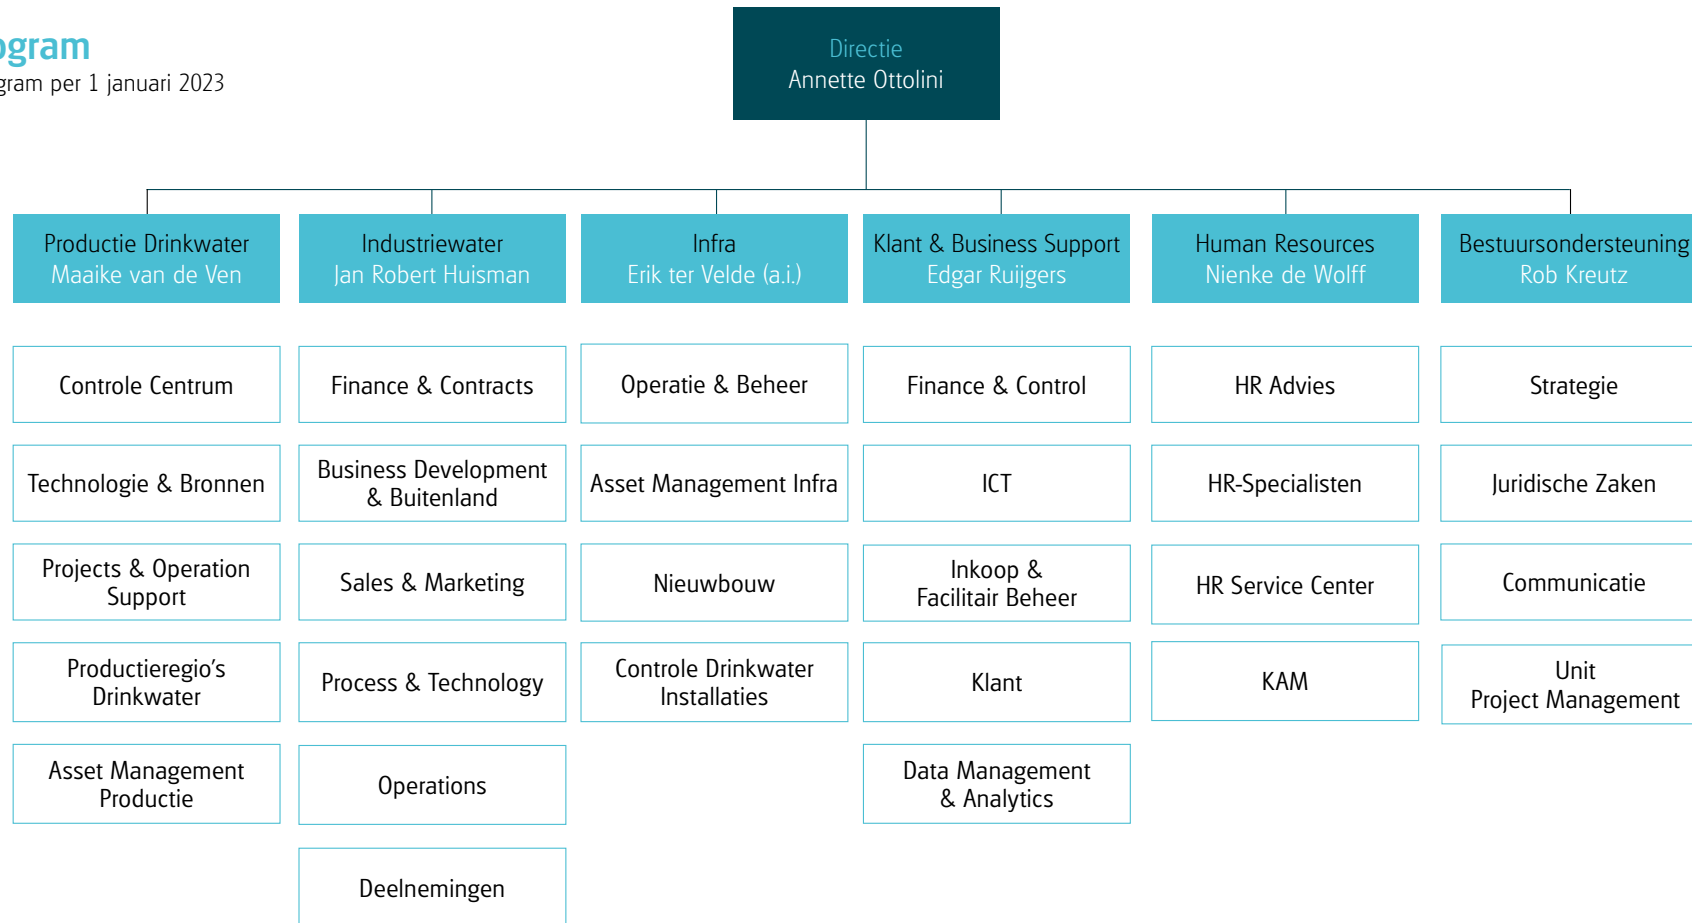 ogram
gram per 1 januari 2023
Directie
Annette Ottolini
Productie Drinkwater
Maaike van de Ven
Industriewater
Jan Robert Huisman
Infra
Erik ter Velde (a.i.)
Klant & Business Support
Edgar Ruijgers
Human Resources
Nienke de Wolff
Bestuursondersteuning
Rob Kreutz
Controle Centrum
Technologie & Bronnen
Projects & Operation
Support
Productieregio's
Drinkwater
Asset Management
Productie
Finance & Contracts
Business Development
& Buitenland
Sales & Marketing
Process & Technology
Operations
Deelnemingen
Operatie & Beheer
Asset Management Infra
Nieuwbouw
Controle Drinkwater
Installaties
Finance & Control
ICT
Inkoop &
Facilitair Beheer
Klant
Data Management
& Analytics
HR Advies
HR-Specialisten
HR Service Center
KAM
Strategie
Juridische Zaken
Communicatie
Unit
Project Management